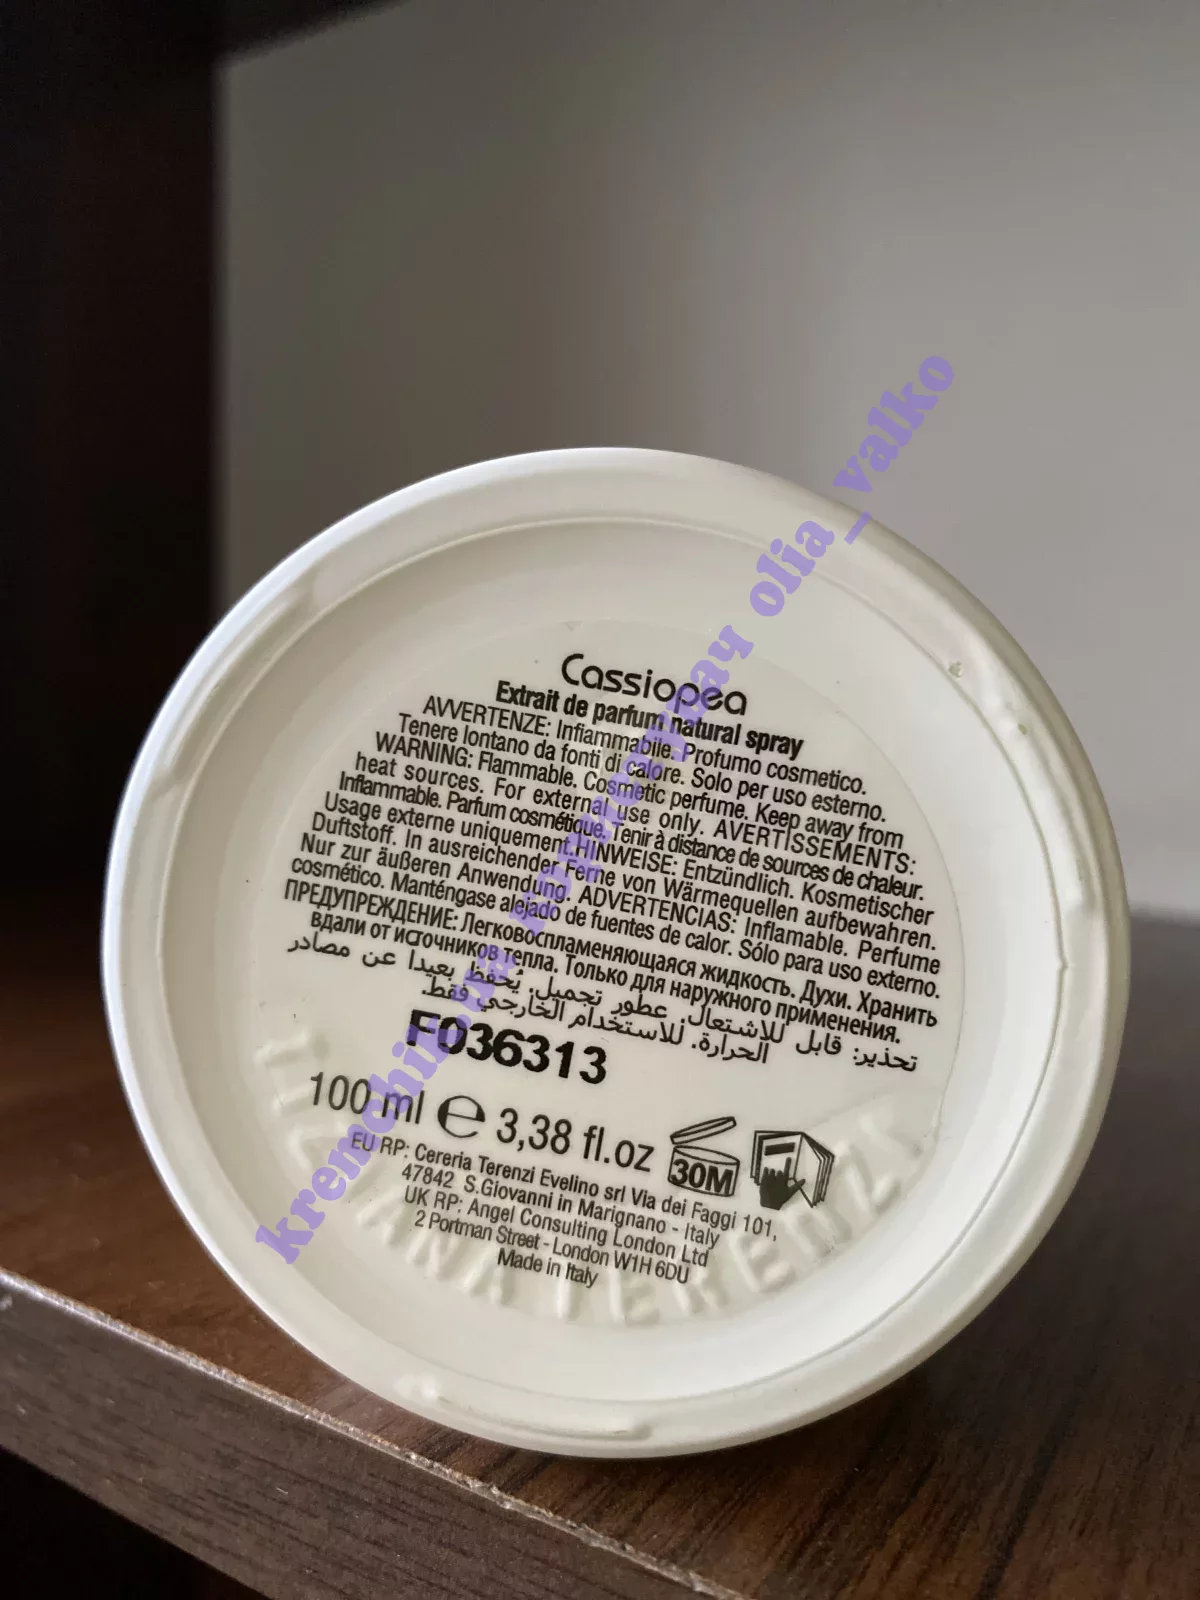 Cassiopea
Extrait de parfum natural spray
AVVERTENZE: Infiammabile. Profumo cosmetico.
Tenere lontano da fonti di calore. Solo per uso esterno.
WARNING: Flammable. Cosmetic perfume. Keep away from
heat sources. For external use only. AVERTISSEMENTS:
Inflammable. Parfum cosmétique. Tenir à distance de sources de chaleur.
Usage externe uniquement.HINWEISE: Entzündlich. Kosmetischer
Duftstoff. In ausreichender Ferne von Wärmequellen aufbewahren.
Nur zur äußeren Anwendung. ADVERTENCIAS: Inflamable. Perfume
cosmético. Manténgase alejado de fuentes de calor. Sólo para uso externo.
ПРЕДУПРЕЖДЕНИЕ: Легковоспламеняющаяся жидкость. Духи. Хранить
вдали от источников тепла. Только для наружного применения.
تحذير: قابل للاشتعال. عطور تجميل. يُحفظ بعيدا عن مصادر
الحرارة. للاستخدام الخارجي فقط.
F036313
100 ml e 3,38 fl.oz
30M
EU RP: Cereria Terenzi Evelino srl Via dei Faggi 101,
47842 S.Giovanni in Marignano - Italy
UK RP: Angel Consulting London Ltd
2 Portman Street - London W1H 6DU
Made in Italy
TIZIANA TERENZI
olia_valko